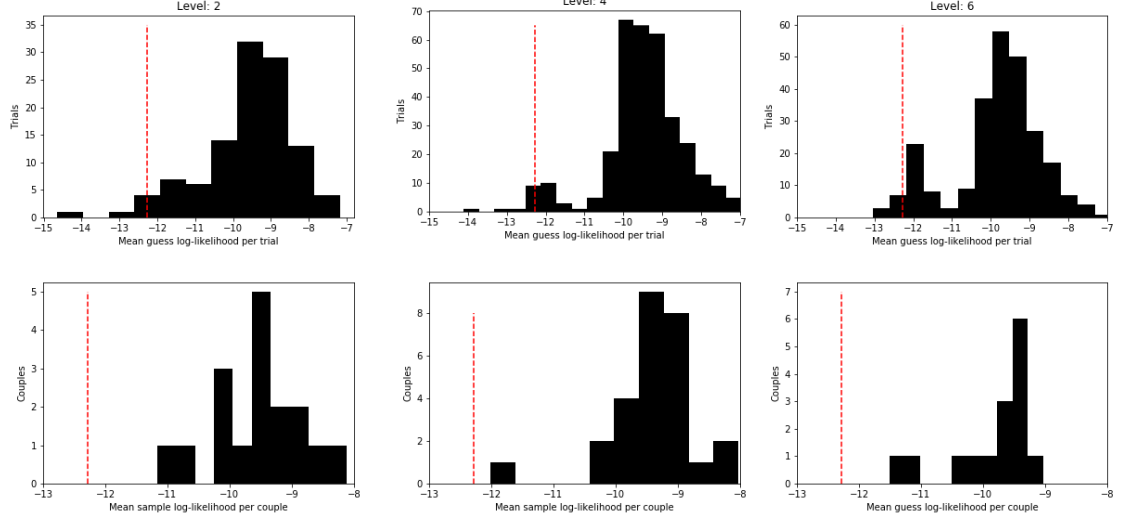 Level: 2
35
30
25
20
15
10
5
0
Trials
−15 −14 −13 −12 −11 −10 −9 −8 −7
Mean guess log-likelihood per trial
Level: 4
70
60
50
40
30
20
10
0
Trials
−15 −14 −13 −12 −11 −10 −9 −8 −7
Mean guess log-likelihood per trial
Level: 6
60
50
40
30
20
10
0
Trials
−15 −14 −13 −12 −11 −10 −9 −8 −7
Mean guess log-likelihood per trial
5
4
3
2
1
0
Couples
−13 −12 −11 −10 −9 −8
Mean sample log-likelihood per couple
8
6
4
2
0
Couples
−13 −12 −11 −10 −9 −8
Mean sample log-likelihood per couple
7
6
5
4
3
2
1
0
Couples
−13 −12 −11 −10 −9 −8
Mean guess log-likelihood per couple